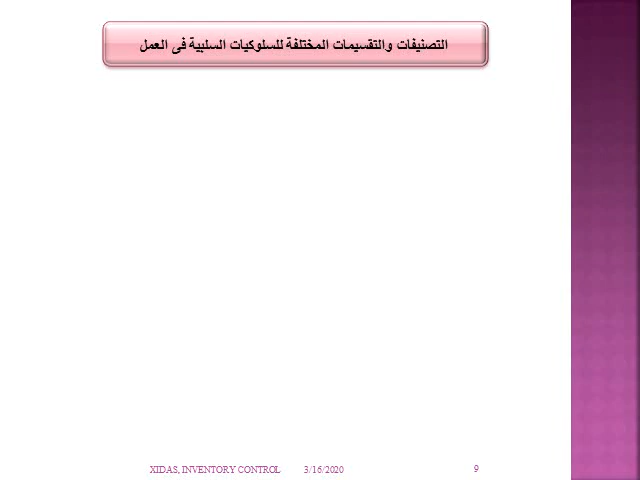 التصنيفات والتقسيمات المختلفة للسلوكيات السلبية فى العمل
XIDAS, INVENTORY CONTROL 3/16/2020 9